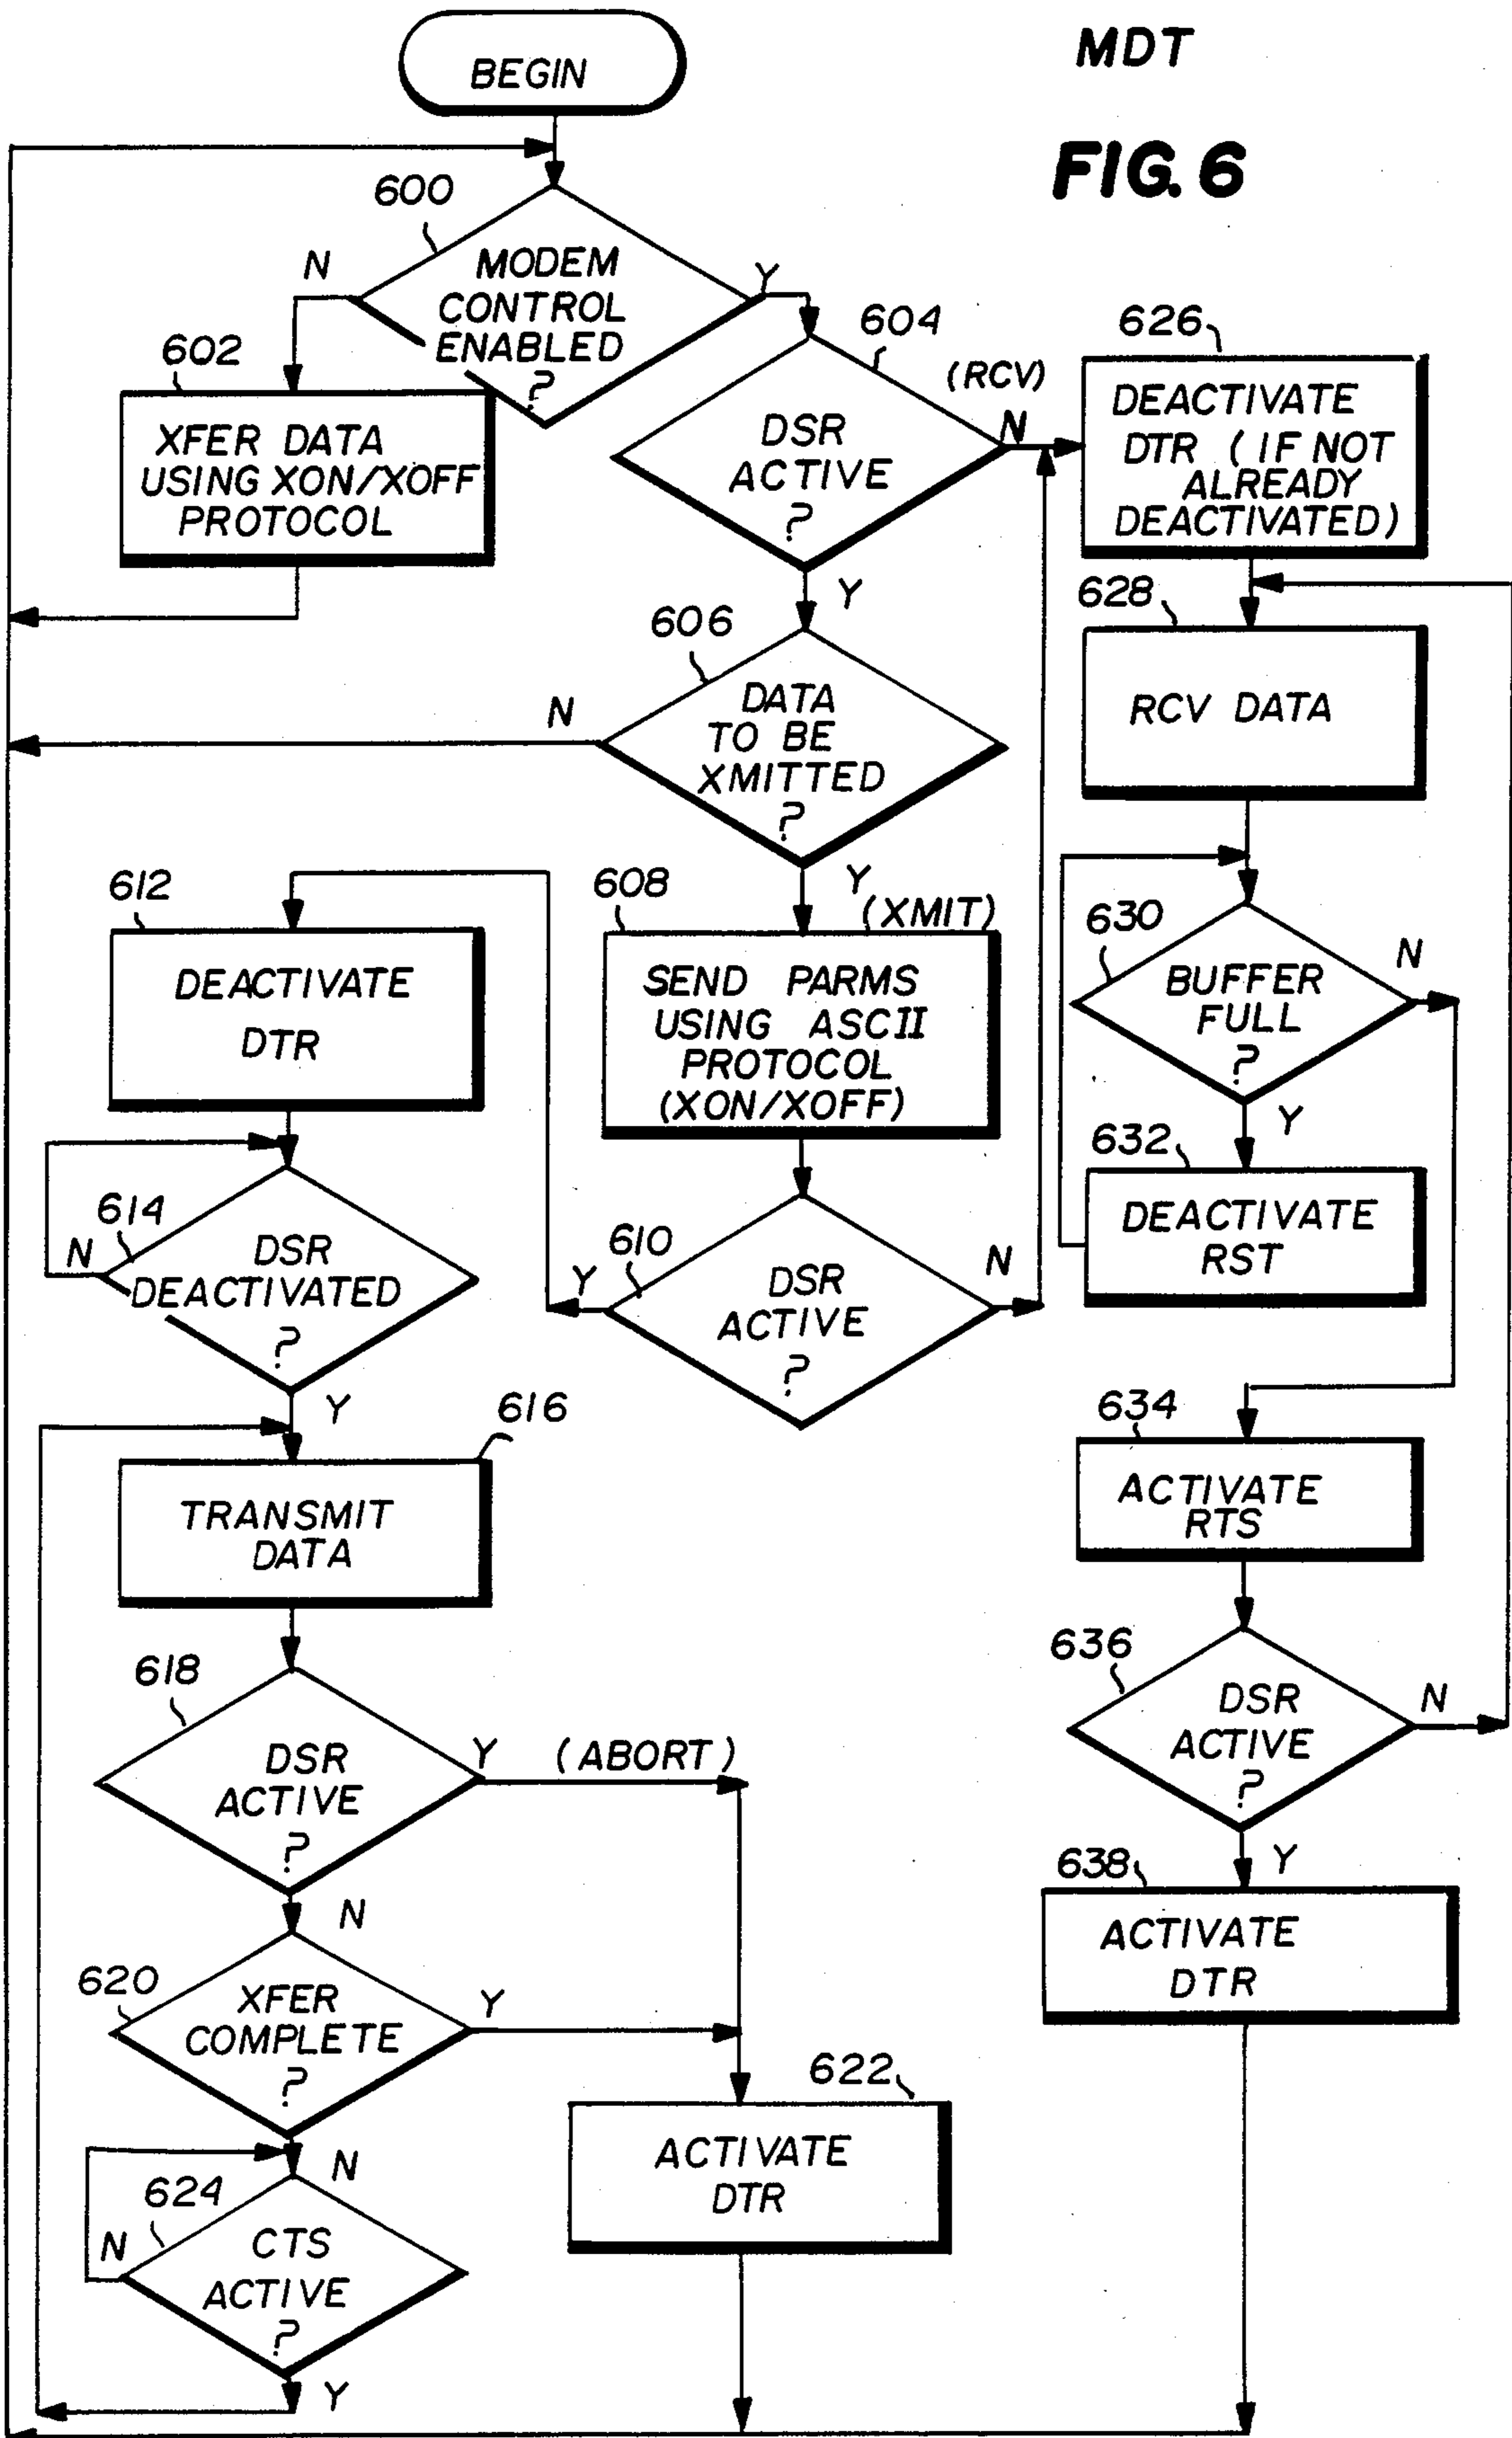 MDT
FIG. 6
BEGIN
600
MODEM
CONTROL
ENABLED
?
N
Y
602
XFER DATA
USING XON/XOFF
PROTOCOL
604
DSR
ACTIVE
?
(RCV)
N
Y
626
DEACTIVATE
DTR (IF NOT
ALREADY
DEACTIVATED)
606
DATA
TO BE
XMITTED
?
N
Y
(XMIT)
628
RCV DATA
608
SEND PARMS
USING ASCII
PROTOCOL
(XON/XOFF)
612
DEACTIVATE
DTR
630
BUFFER
FULL
?
N
Y
632
DEACTIVATE
RST
614
DSR
DEACTIVATED
?
N
Y
610
DSR
ACTIVE
?
Y
N
616
TRANSMIT
DATA
634
ACTIVATE
RTS
618
DSR
ACTIVE
?
Y
(ABORT)
N
636
DSR
ACTIVE
?
N
Y
638
ACTIVATE
DTR
620
XFER
COMPLETE
?
Y
N
622
ACTIVATE
DTR
624
CTS
ACTIVE
?
N
Y